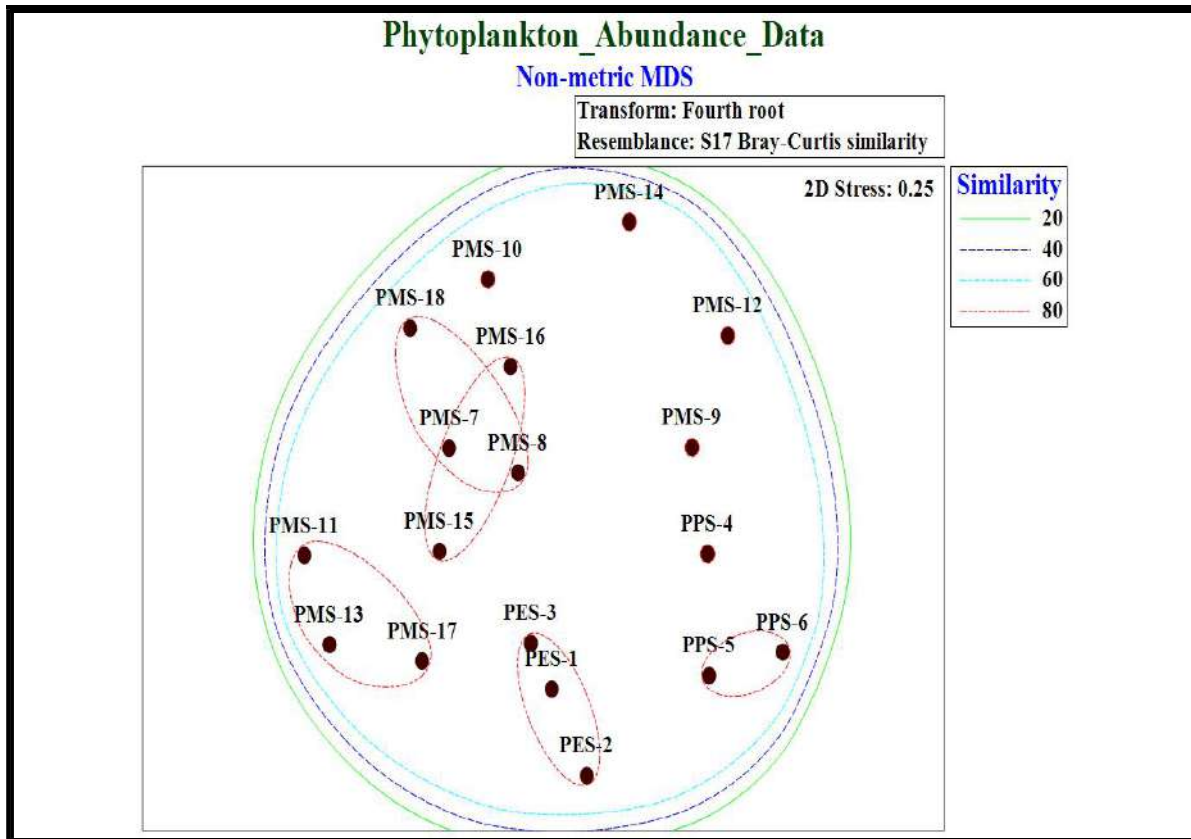 Phytoplankton_Abundance_Data
Non-metric MDS
Transform: Fourth root
Resemblance: S17 Bray-Curtis similarity
2D Stress: 0.25
Similarity
20
40
60
80
PMS-14
PMS-10
PMS-18
PMS-12
PMS-16
PMS-7
PMS-9
PMS-8
PMS-15
PPS-4
PMS-11
PMS-13
PES-3
PMS-17
PPS-6
PES-1
PPS-5
PES-2